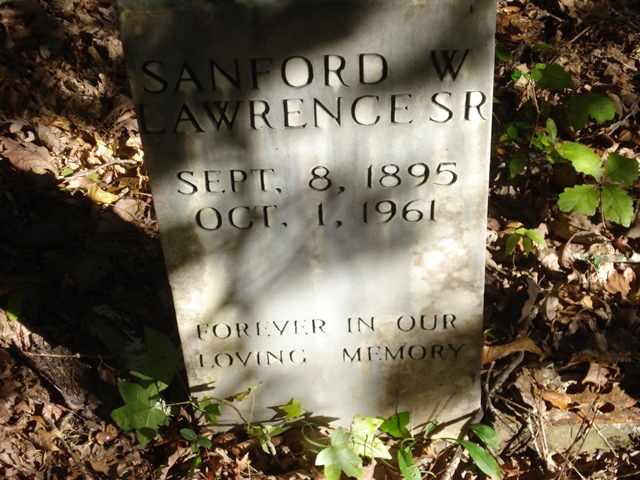 SANFORD W
LAWRENCE SR
SEPT. 8, 1895
OCT. 1, 1961
FOREVER IN OUR
LOVING MEMORY